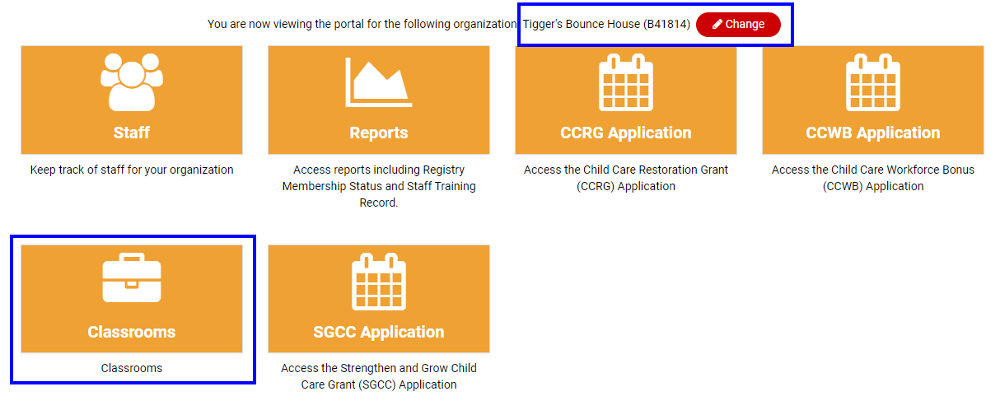 You are now viewing the portal for the following organization: Tigger's Bounce House (B41814) Change
Staff
Keep track of staff for your organization
Reports
Access reports including Registry
Membership Status and Staff Training
Record.
CCRG Application
Access the Child Care Restoration Grant
(CCRG) Application
CCWB Application
Access the Child Care Workforce Bonus
(CCWB) Application
Classrooms
Classrooms
SGCC Application
Access the Strengthen and Grow Child
Care Grant (SGCC) Application